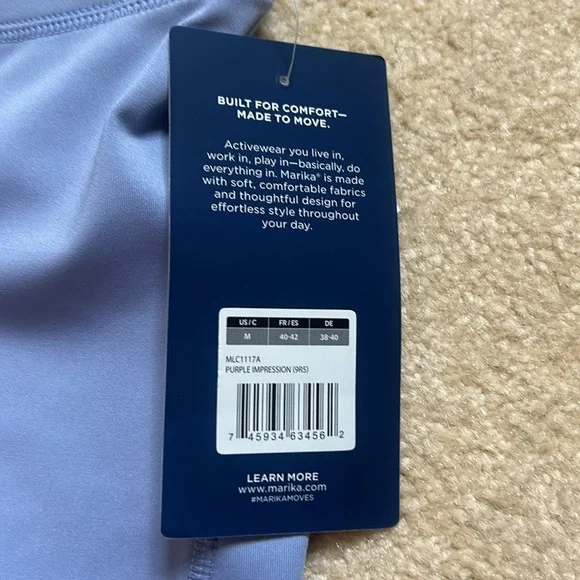 BUILT FOR COMFORT—
MADE TO MOVE.
Activewear you live in,
work in, play in—basically, do
everything in. Marika® is made
with soft, comfortable fabrics
and thoughtful design for
effortless style throughout
your day.
US/C FR/ES DE
M 40-42 38-40
MLC1117A
PURPLE IMPRESSION (9RS)
7 45934 63456 2
LEARN MORE
www.marika.com
#MARIKAMOVES